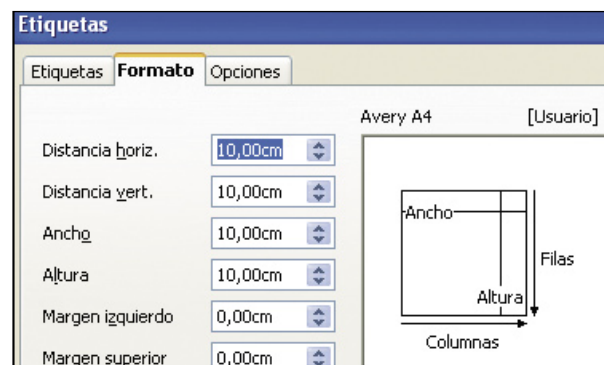 Etiquetas
Etiquetas Formato Opciones
Avery A4 [Usuario]
Distancia horiz. 10,00cm
Distancia vert. 10,00cm
Ancho 10,00cm
Altura 10,00cm
Margen izquierdo 0,00cm
Margen superior 0,00cm
Ancho
Filas
Altura
Columnas